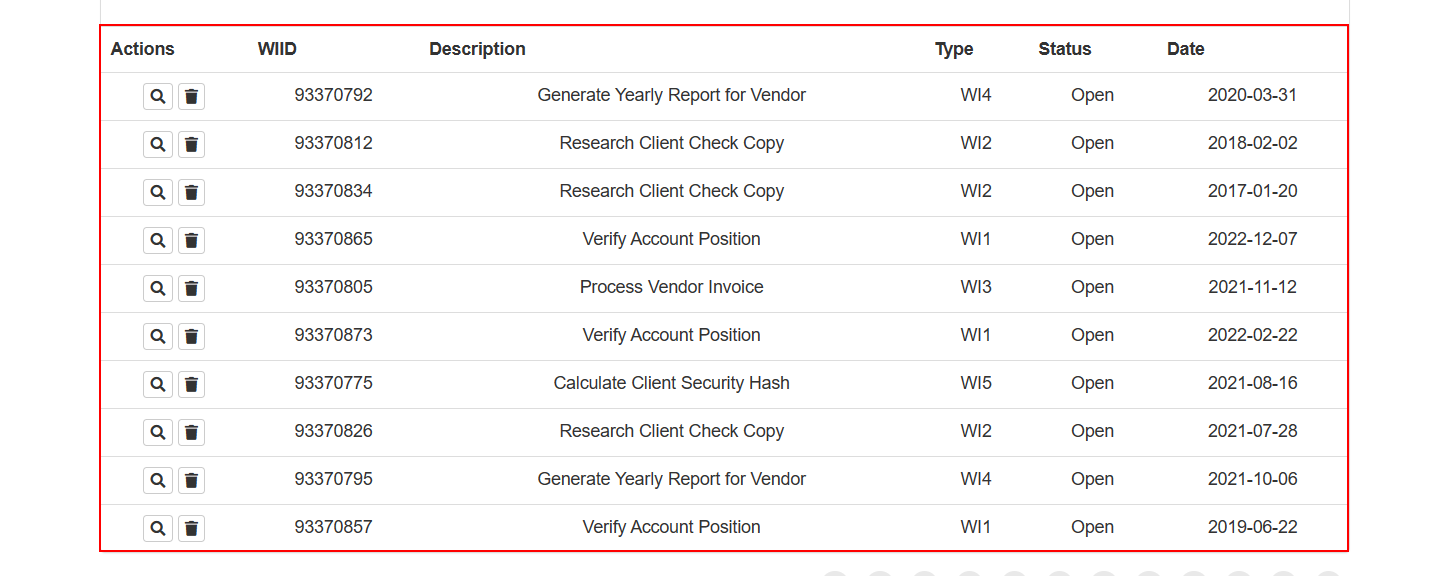 Actions WIID Description Type Status Date
93370792 Generate Yearly Report for Vendor WI4 Open 2020-03-31
93370812 Research Client Check Copy WI2 Open 2018-02-02
93370834 Research Client Check Copy WI2 Open 2017-01-20
93370865 Verify Account Position WI1 Open 2022-12-07
93370805 Process Vendor Invoice WI3 Open 2021-11-12
93370873 Verify Account Position WI1 Open 2022-02-22
93370775 Calculate Client Security Hash WI5 Open 2021-08-16
93370826 Research Client Check Copy WI2 Open 2021-07-28
93370795 Generate Yearly Report for Vendor WI4 Open 2021-10-06
93370857 Verify Account Position WI1 Open 2019-06-22